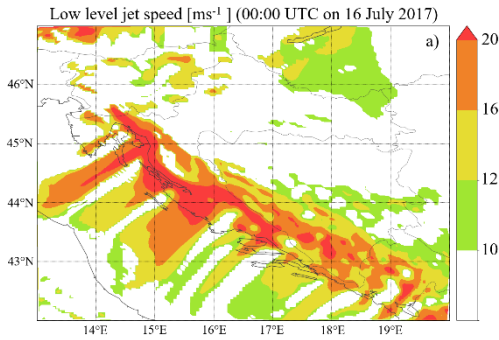 Low level jet speed [ms⁻¹ ] (00:00 UTC on 16 July 2017)
a)
20
16
12
10
46°N
45°N
44°N
43°N
14°E 15°E 16°E 17°E 18°E 19°E